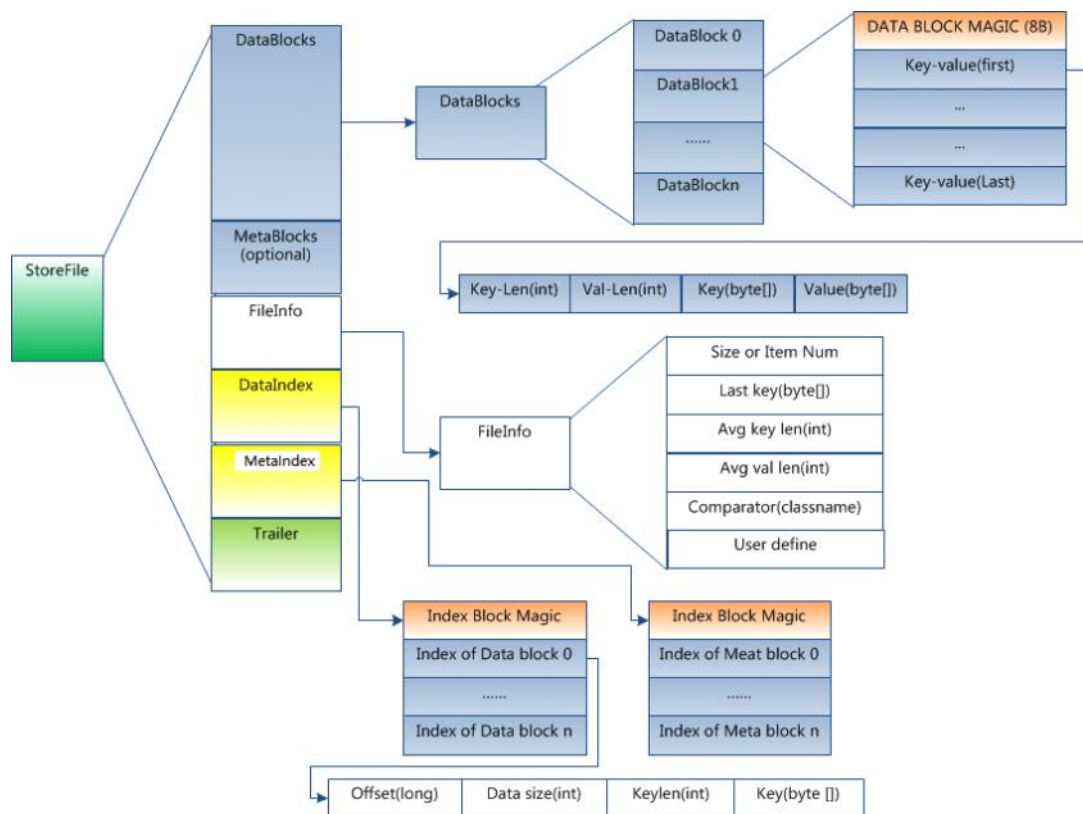 StoreFile
DataBlocks
MetaBlocks
(optional)
FileInfo
DataIndex
MetaIndex
Trailer
DataBlocks
DataBlock 0
DataBlock1
......
DataBlockn
DATA BLOCK MAGIC (8B)
Key-value(first)
...
...
Key-value(Last)
Key-Len(int) Val-Len(int) Key(byte[]) Value(byte[])
FileInfo
Size or Item Num
Last key(byte[])
Avg key len(int)
Avg val len(int)
Comparator(classname)
User define
Index Block Magic
Index of Data block 0
......
Index of Data block n
Index Block Magic
Index of Meat block 0
......
Index of Meta block n
Offset(long) Data size(int) Keylen(int) Key(byte [])